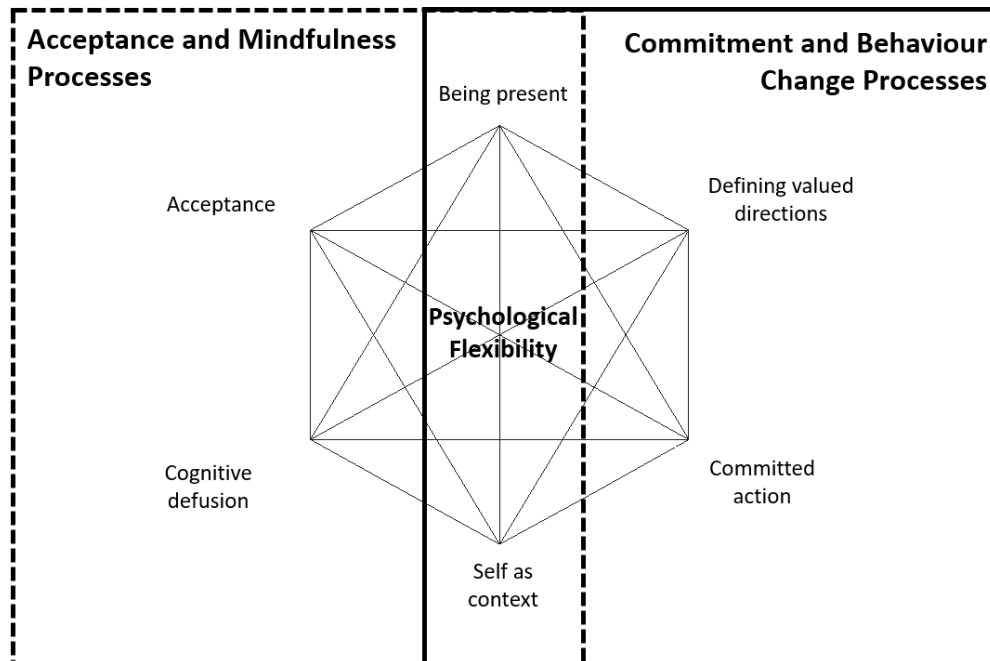 Acceptance and Mindfulness
Processes
Commitment and Behaviour
Change Processes
Being present
Acceptance
Defining valued
directions
Psychological
Flexibility
Cognitive
defusion
Committed
action
Self as
context